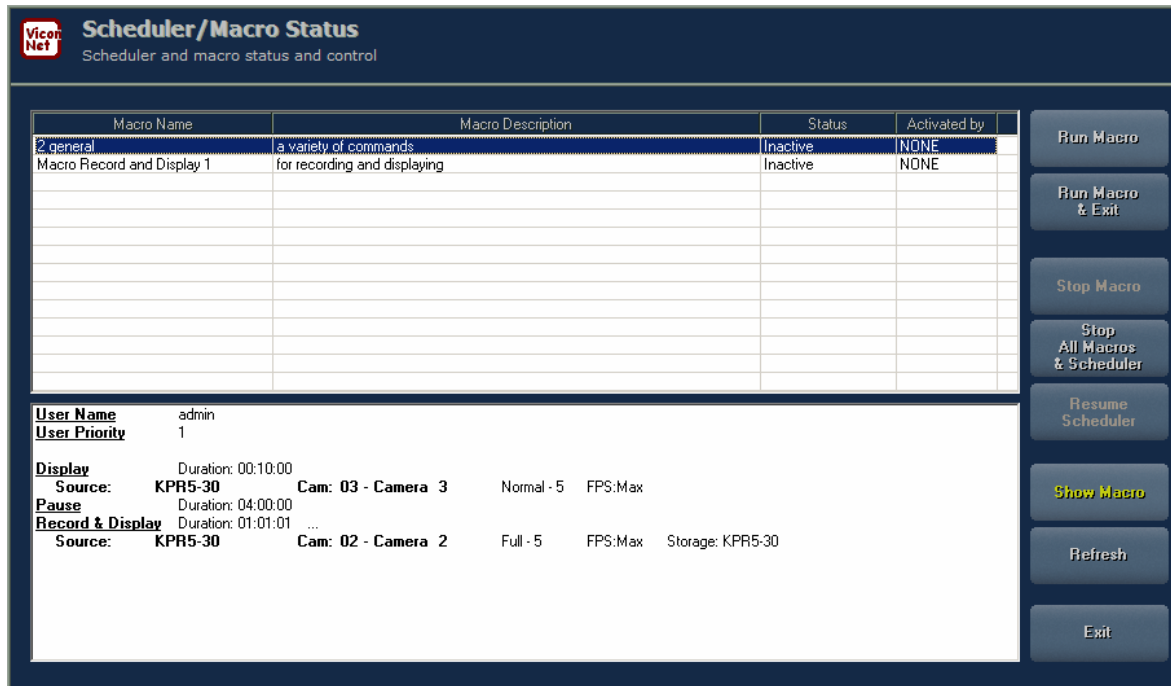 Vicon
Net
Scheduler/Macro Status
Scheduler and macro status and control
Macro Name Macro Description Status Activated by
2 general a variety of commands Inactive NONE
Macro Record and Display 1 for recording and displaying Inactive NONE
Run Macro
Run Macro
& Exit
Stop Macro
Stop
All Macros
& Scheduler
Resume
Scheduler
Show Macro
Refresh
Exit
User Name admin
User Priority 1
Display Duration: 00:10:00
Source: KPR5-30 Cam: 03 - Camera 3 Normal - 5 FPS:Max
Pause Duration: 04:00:00
Record & Display Duration: 01:01:01 ...
Source: KPR5-30 Cam: 02 - Camera 2 Full - 5 FPS:Max Storage: KPR5-30